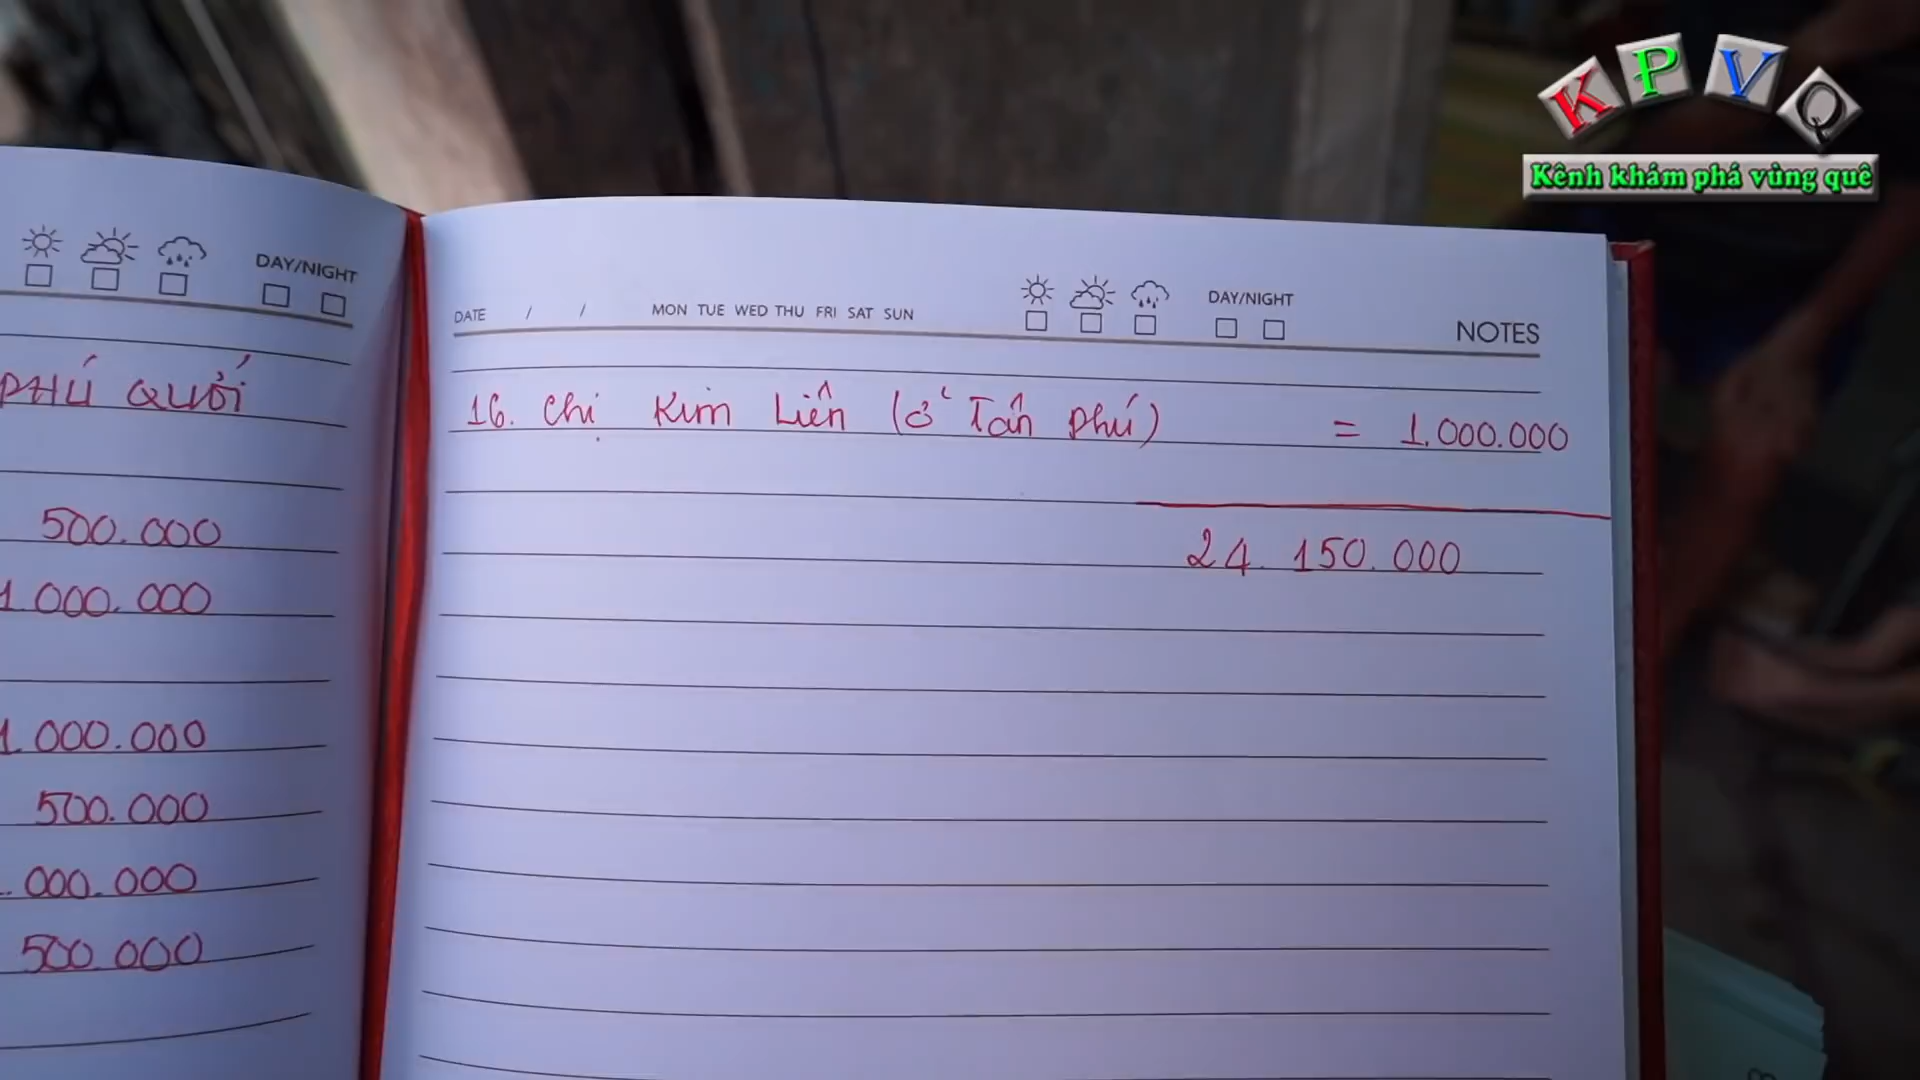 K P V Q
Kênh khám phá vùng quê
DAY/NIGHT
PHÚ QUỚI
500.000
1.000.000
1.000.000
500.000
.000.000
500.000
DATE / / MON TUE WED THU FRI SAT SUN DAY/NIGHT NOTES
16. Chị Kim Liên (ở Tân Phú) = 1.000.000
24.150.000